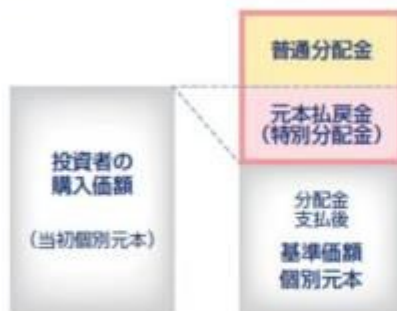 普通分配金
元本払戻金
（特別分配金）
投資者の
購入価額
（当初個別元本）
分配金
支払後
基準価額
個別元本